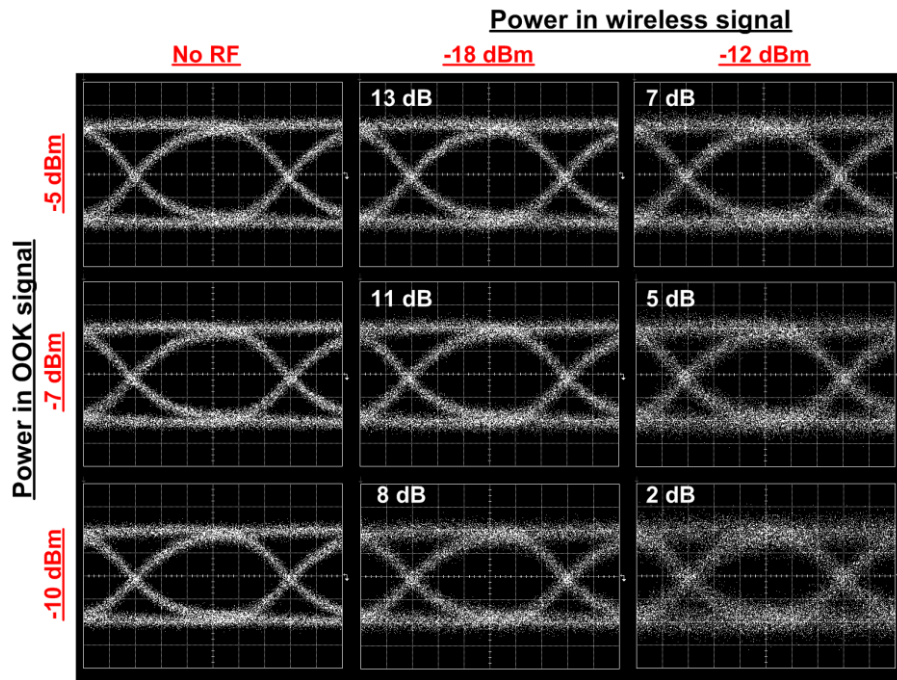 Power in wireless signal
No RF
-18 dBm
-12 dBm
Power in OOK signal
-5 dBm
13 dB
7 dB
-7 dBm
11 dB
5 dB
-10 dBm
8 dB
2 dB